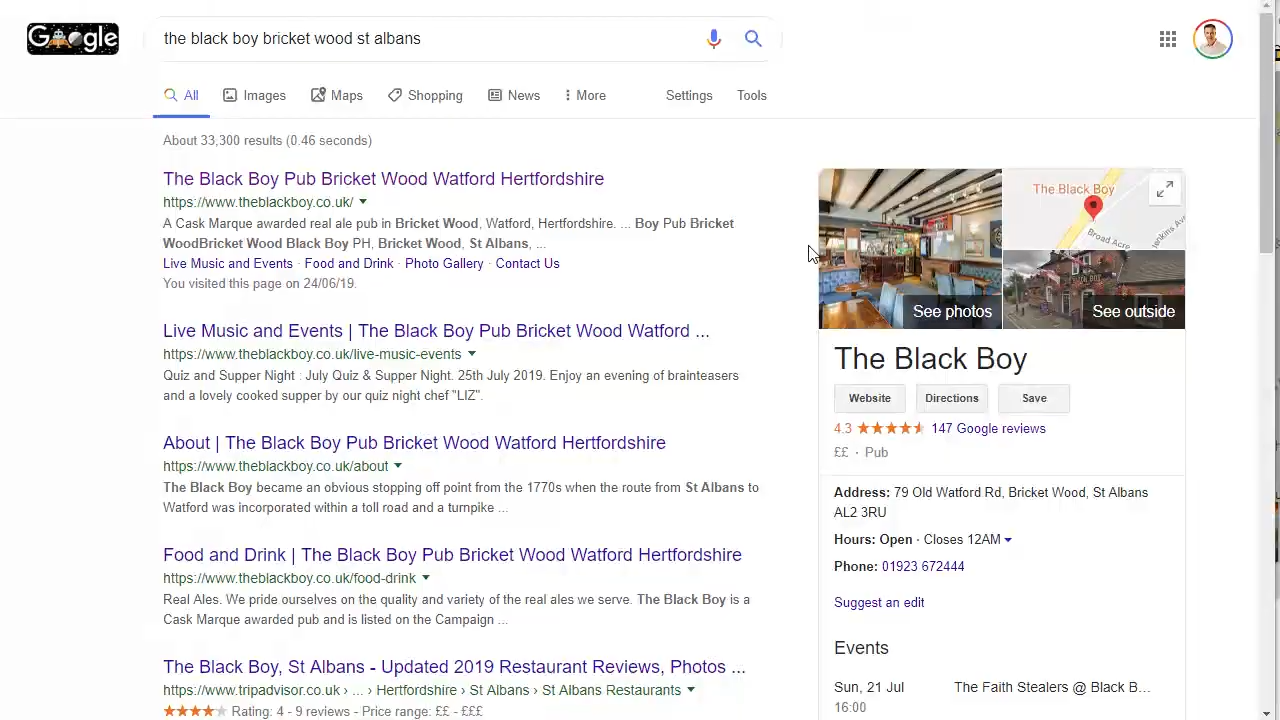 Google
the black boy bricket wood st albans
All
Images
Maps
Shopping
News
More
Settings
Tools
About 33,300 results (0.46 seconds)
The Black Boy Pub Bricket Wood Watford Hertfordshire
https://www.theblackboy.co.uk/
A Cask Marque awarded real ale pub in Bricket Wood, Watford, Hertfordshire. ... Boy Pub Bricket
WoodBricket Wood Black Boy PH, Bricket Wood, St Albans, ...
Live Music and Events · Food and Drink · Photo Gallery · Contact Us
You visited this page on 24/06/19.
Live Music and Events | The Black Boy Pub Bricket Wood Watford ...
https://www.theblackboy.co.uk/live-music-events
Quiz and Supper Night : July Quiz & Supper Night. 25th July 2019. Enjoy an evening of brainteasers
and a lovely cooked supper by our quiz night chef "LIZ".
About | The Black Boy Pub Bricket Wood Watford Hertfordshire
https://www.theblackboy.co.uk/about
The Black Boy became an obvious stopping off point from the 1770s when the route from St Albans to
Watford was incorporated within a toll road and a turnpike ...
Food and Drink | The Black Boy Pub Bricket Wood Watford Hertfordshire
https://www.theblackboy.co.uk/food-drink
Real Ales. We pride ourselves on the quality and variety of the real ales we serve. The Black Boy is a
Cask Marque awarded pub and is listed on the Campaign ...
The Black Boy, St Albans - Updated 2019 Restaurant Reviews, Photos ...
https://www.tripadvisor.co.uk › ... › Hertfordshire › St Albans › St Albans Restaurants
Rating: 4 - 9 reviews - Price range: ££ - £££
The Black Boy
Broad Acre
See photos
See outside
The Black Boy
Website
Directions
Save
4.3
147 Google reviews
££ · Pub
Address: 79 Old Watford Rd, Bricket Wood, St Albans
AL2 3RU
Hours: Open · Closes 12AM
Phone: 01923 672444
Suggest an edit
Events
Sun, 21 Jul
The Faith Stealers @ Black B...
16:00